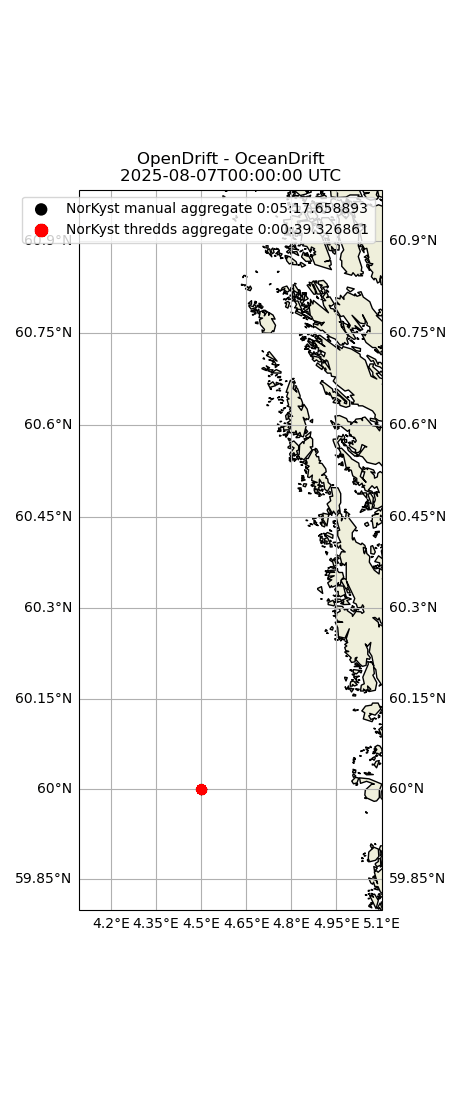 OpenDrift - OceanDrift
2025-08-07T00:00:00 UTC
NorKyst manual aggregate 0:05:17.658893
NorKyst thredds aggregate 0:00:39.326861
60.9°N 60.9°N
60.75°N 60.75°N
60.6°N 60.6°N
60.45°N 60.45°N
60.3°N 60.3°N
60.15°N 60.15°N
60°N 60°N
59.85°N 59.85°N
4.2°E 4.35°E 4.5°E 4.65°E 4.8°E 4.95°E 5.1°E